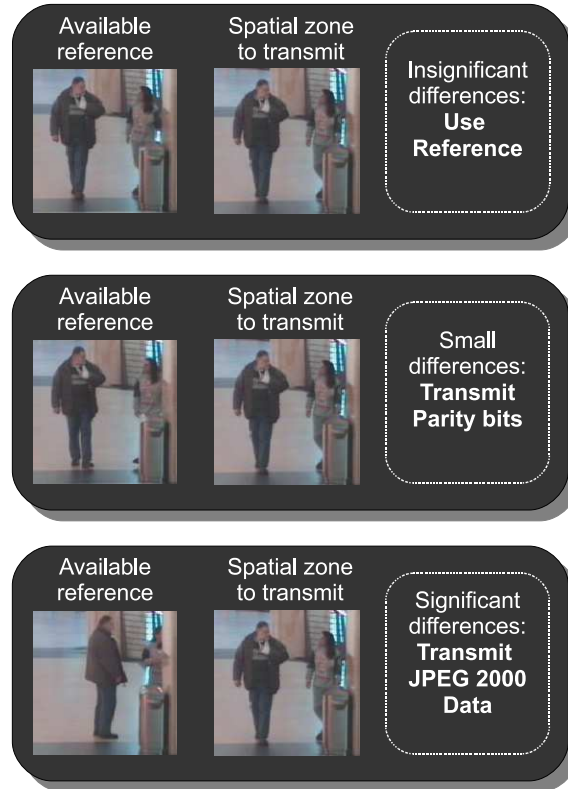 Available
reference
Spatial zone
to transmit
Insignificant
differences:
Use
Reference
Available
reference
Spatial zone
to transmit
Small
differences:
Transmit
Parity bits
Available
reference
Spatial zone
to transmit
Significant
differences:
Transmit
JPEG 2000
Data